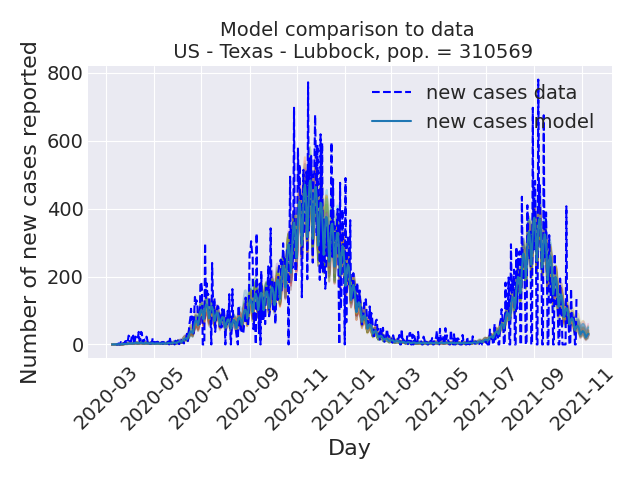 Model comparison to data
US - Texas - Lubbock, pop. = 310569
Number of new cases reported
800
600
400
200
0
new cases data
new cases model
2020-03
2020-05
2020-07
2020-09
2020-11
2021-01
2021-03
2021-05
2021-07
2021-09
2021-11
Day